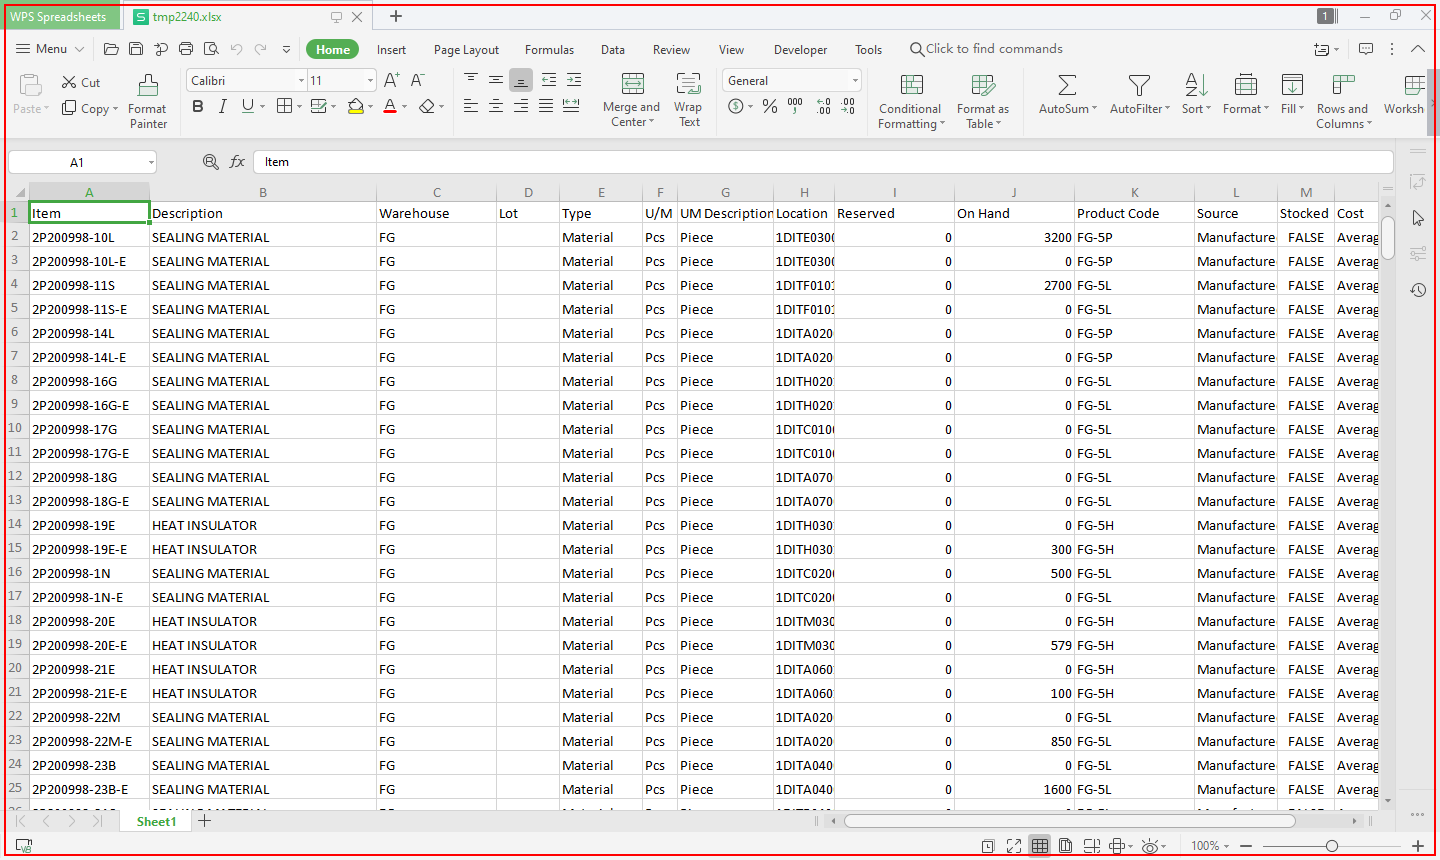 WPS Spreadsheets tmp2240.xlsx 1
Menu Home Insert Page Layout Formulas Data Review View Developer Tools Click to find commands
Paste Cut Copy Format Painter Calibri 11 Merge and Center Wrap Text General Conditional Formatting Format as Table AutoSum AutoFilter Sort Format Fill Rows and Columns Worksh
A1 fx Item
A B C D E F G H I J K L M
1 Item Description Warehouse Lot Type U/M UM Description Location Reserved On Hand Product Code Source Stocked Cost
2 2P200998-10L SEALING MATERIAL FG Material Pcs Piece 1DITE0300 0 3200 FG-5P Manufacture FALSE Averag
3 2P200998-10L-E SEALING MATERIAL FG Material Pcs Piece 1DITE0300 0 0 FG-5P Manufacture FALSE Averag
4 2P200998-11S SEALING MATERIAL FG Material Pcs Piece 1DITF0101 0 2700 FG-5L Manufacture FALSE Averag
5 2P200998-11S-E SEALING MATERIAL FG Material Pcs Piece 1DITF0101 0 0 FG-5L Manufacture FALSE Averag
6 2P200998-14L SEALING MATERIAL FG Material Pcs Piece 1DITA020 0 0 FG-5P Manufacture FALSE Averag
7 2P200998-14L-E SEALING MATERIAL FG Material Pcs Piece 1DITA020 0 0 FG-5P Manufacture FALSE Averag
8 2P200998-16G SEALING MATERIAL FG Material Pcs Piece 1DITH020 0 0 FG-5L Manufacture FALSE Averag
9 2P200998-16G-E SEALING MATERIAL FG Material Pcs Piece 1DITH020 0 0 FG-5L Manufacture FALSE Averag
10 2P200998-17G SEALING MATERIAL FG Material Pcs Piece 1DITC010 0 0 FG-5L Manufacture FALSE Averag
11 2P200998-17G-E SEALING MATERIAL FG Material Pcs Piece 1DITC010 0 0 FG-5L Manufacture FALSE Averag
12 2P200998-18G SEALING MATERIAL FG Material Pcs Piece 1DITA070 0 0 FG-5L Manufacture FALSE Averag
13 2P200998-18G-E SEALING MATERIAL FG Material Pcs Piece 1DITA070 0 0 FG-5L Manufacture FALSE Averag
14 2P200998-19E HEAT INSULATOR FG Material Pcs Piece 1DITH030 0 0 FG-5H Manufacture FALSE Averag
15 2P200998-19E-E HEAT INSULATOR FG Material Pcs Piece 1DITH030 0 300 FG-5H Manufacture FALSE Averag
16 2P200998-1N SEALING MATERIAL FG Material Pcs Piece 1DITC020 0 500 FG-5L Manufacture FALSE Averag
17 2P200998-1N-E SEALING MATERIAL FG Material Pcs Piece 1DITC020 0 0 FG-5L Manufacture FALSE Averag
18 2P200998-20E HEAT INSULATOR FG Material Pcs Piece 1DITM030 0 0 FG-5H Manufacture FALSE Averag
19 2P200998-20E-E HEAT INSULATOR FG Material Pcs Piece 1DITM030 0 579 FG-5H Manufacture FALSE Averag
20 2P200998-21E HEAT INSULATOR FG Material Pcs Piece 1DITA060 0 0 FG-5H Manufacture FALSE Averag
21 2P200998-21E-E HEAT INSULATOR FG Material Pcs Piece 1DITA060 0 100 FG-5H Manufacture FALSE Averag
22 2P200998-22M SEALING MATERIAL FG Material Pcs Piece 1DITA020 0 0 FG-5L Manufacture FALSE Averag
23 2P200998-22M-E SEALING MATERIAL FG Material Pcs Piece 1DITA020 0 850 FG-5L Manufacture FALSE Averag
24 2P200998-23B SEALING MATERIAL FG Material Pcs Piece 1DITA040 0 0 FG-5L Manufacture FALSE Averag
25 2P200998-23B-E SEALING MATERIAL FG Material Pcs Piece 1DITA040 0 1600 FG-5L Manufacture FALSE Averag
Sheet1
100%